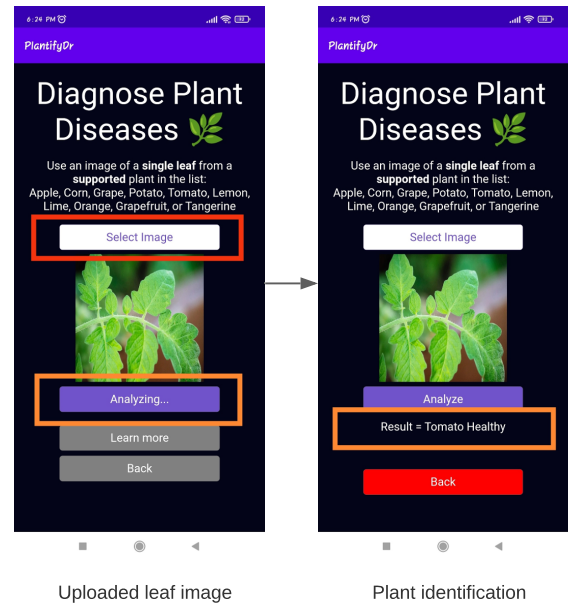 6:24 PM
PlantifyDr
Diagnose Plant
Diseases
Use an image of a single leaf from a
supported plant in the list:
Apple, Corn, Grape, Potato, Tomato, Lemon,
Lime, Orange, Grapefruit, or Tangerine
Select Image
Analyzing...
Learn more
Back
Uploaded leaf image
6:24 PM
PlantifyDr
Diagnose Plant
Diseases
Use an image of a single leaf from a
supported plant in the list:
Apple, Corn, Grape, Potato, Tomato, Lemon,
Lime, Orange, Grapefruit, or Tangerine
Select Image
Analyze
Result = Tomato Healthy
Back
Plant identification